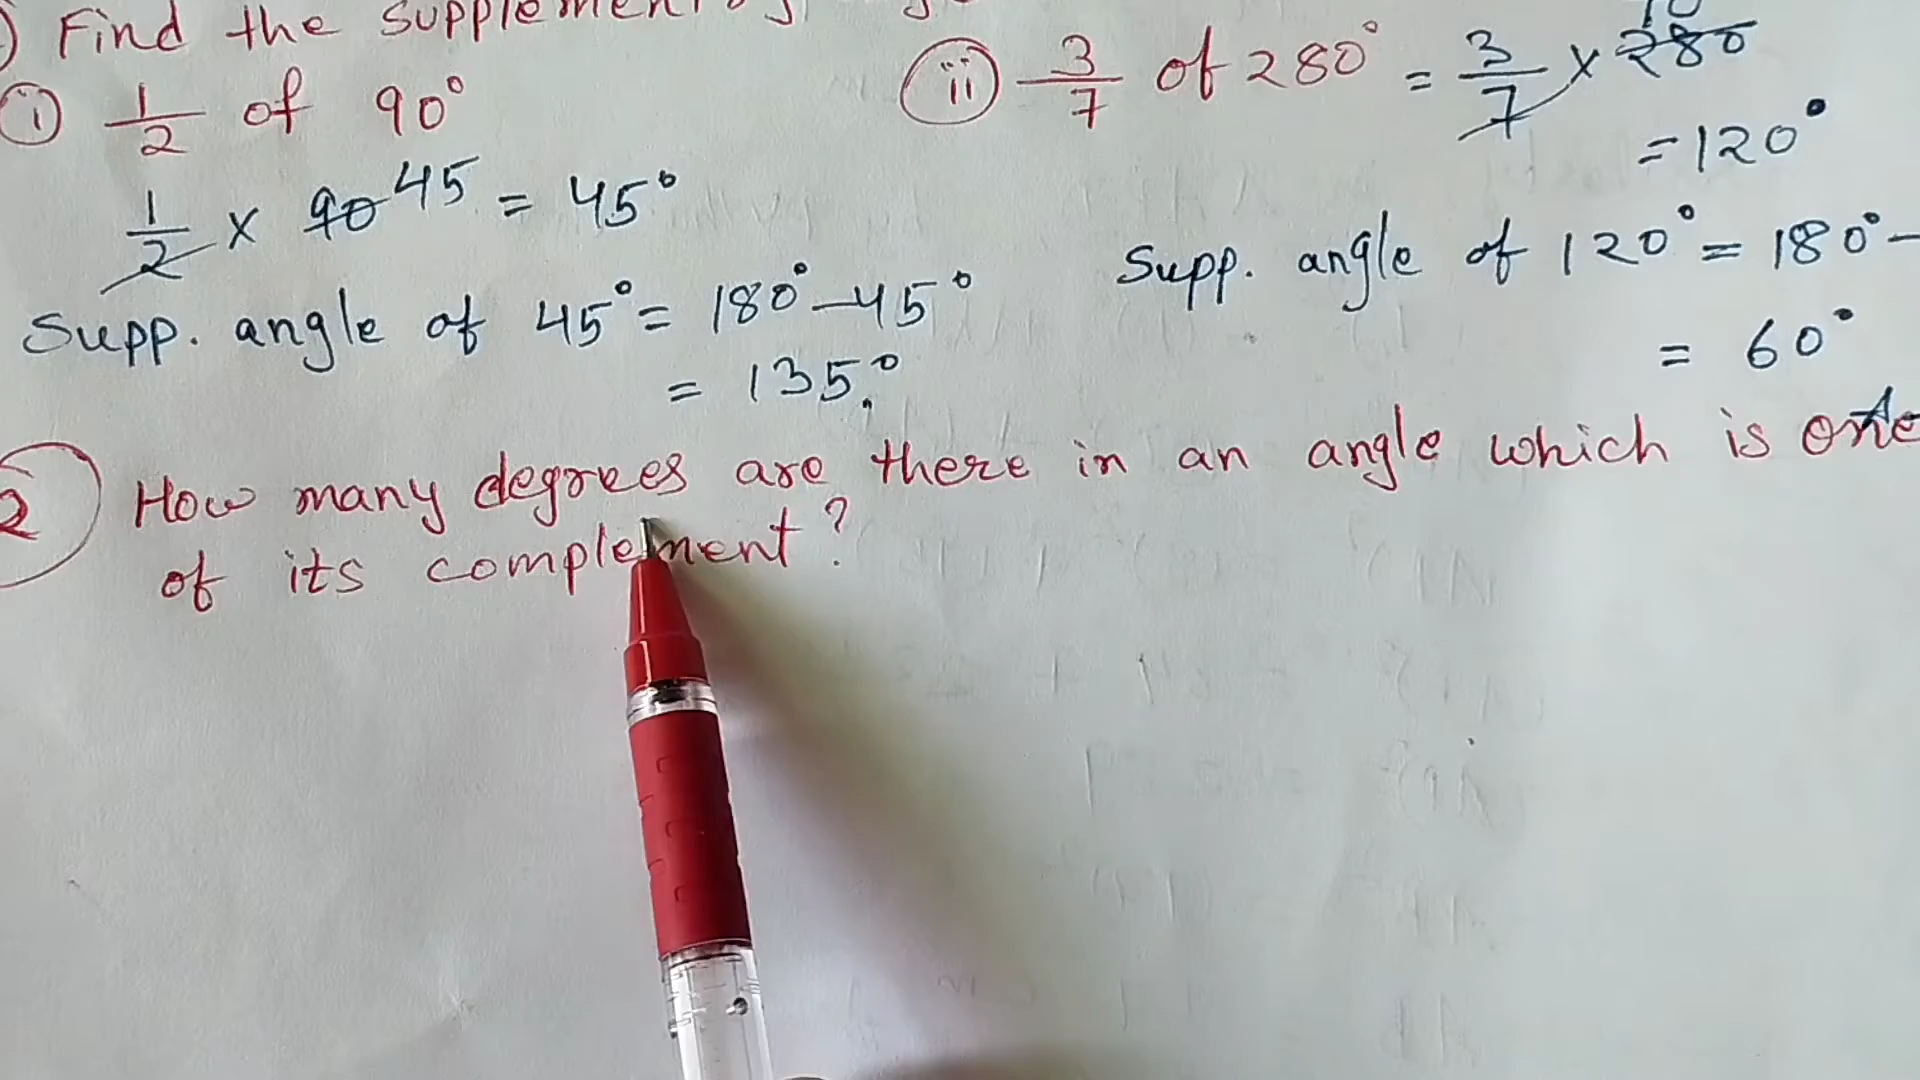 ) Find the supplementary
i) 1/2 of 90°
1/2 × 90 45 = 45°
Supp. angle of 45° = 180° - 45°
= 135°.
ii) 3/7 of 280° = 3/7 × 280
= 120°
Supp. angle of 120° = 180° -
= 60°
2) How many degrees are there in an angle which is one
of its complement?